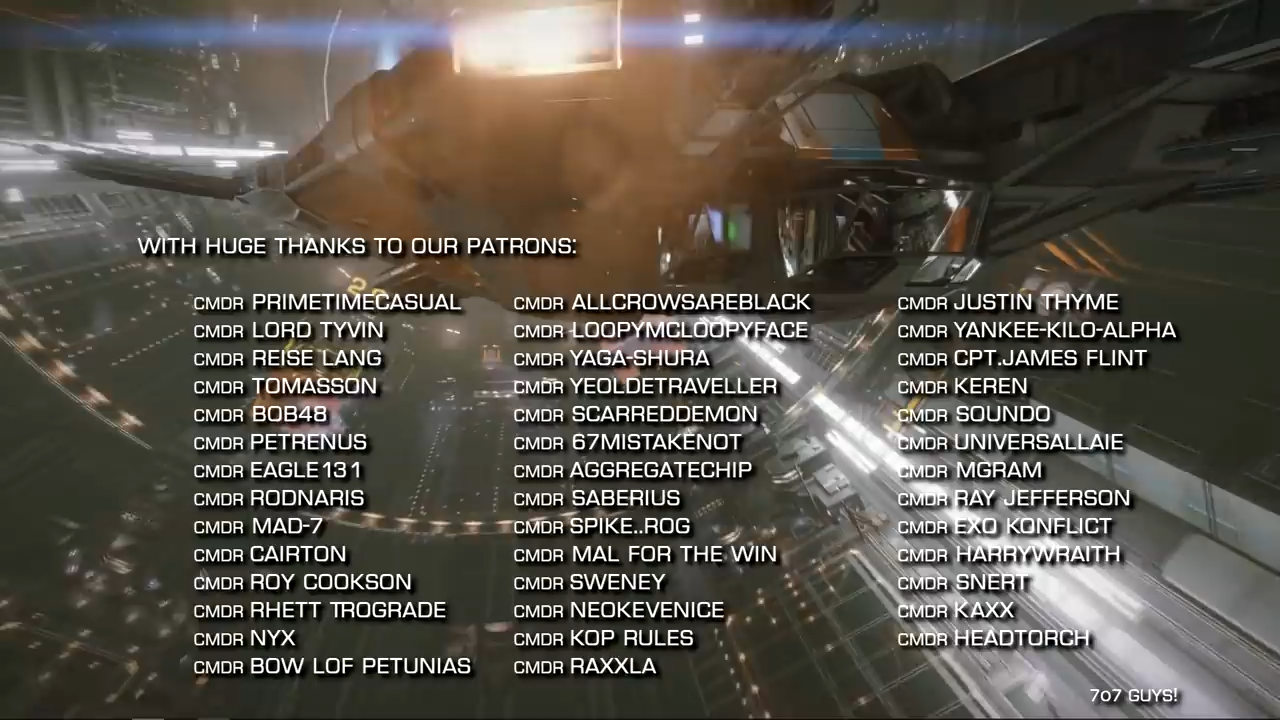 WITH HUGE THANKS TO OUR PATRONS:
CMDR PRIMETIMECASUAL
CMDR LORD TYVIN
CMDR REISE LANG
CMDR TOMASSON
CMDR BOB48
CMDR PETRENUS
CMDR EAGLE131
CMDR RODNARIS
CMDR MAD-7
CMDR CAIRTON
CMDR ROY COOKSON
CMDR RHETT TROGRADE
CMDR NYX
CMDR BOW LOF PETUNIAS
CMDR ALLCROWSAREBLACK
CMDR LOOPYMCLOOPYFACE
CMDR YAGA-SHURA
CMDR YEOLDETRAVELLER
CMDR SCARREDDEMON
CMDR 67MISTAKENOT
CMDR AGGREGATECHIP
CMDR SABERIUS
CMDR SPIKE..ROG
CMDR MAL FOR THE WIN
CMDR SWENEY
CMDR NEOKEVENICE
CMDR KOP RULES
CMDR RAXXLA
CMDR JUSTIN THYME
CMDR YANKEE-KILO-ALPHA
CMDR CPT.JAMES FLINT
CMDR KEREN
CMDR SOUNDO
CMDR UNIVERSALLAIE
CMDR MGRAM
CMDR RAY JEFFERSON
CMDR EXO KONFLICT
CMDR HARRYWRAITH
CMDR SNERT
CMDR KAXX
CMDR HEADTORCH
7o7 GUYS!